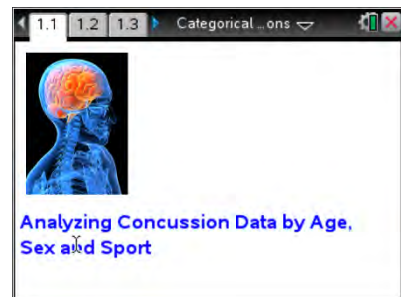 1.1 1.2 1.3 Categorical ...ons
Analyzing Concussion Data by Age,
Sex and Sport